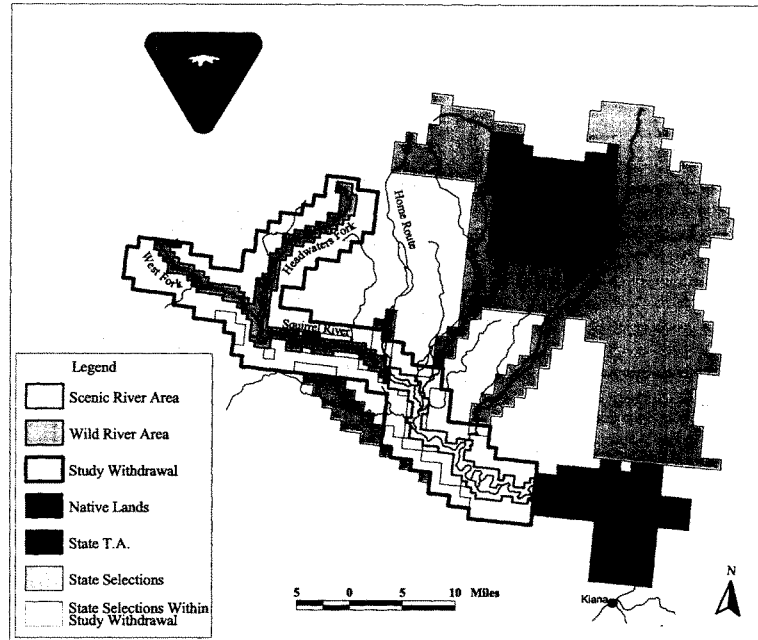 Home Route
Headwaters Fork
West Fork
Squirrel River
Legend
Scenic River Area
Wild River Area
Study Withdrawal
Native Lands
State T.A.
State Selections
State Selections Within
Study Withdrawal
5 0 5 10 Miles
N
Kiana